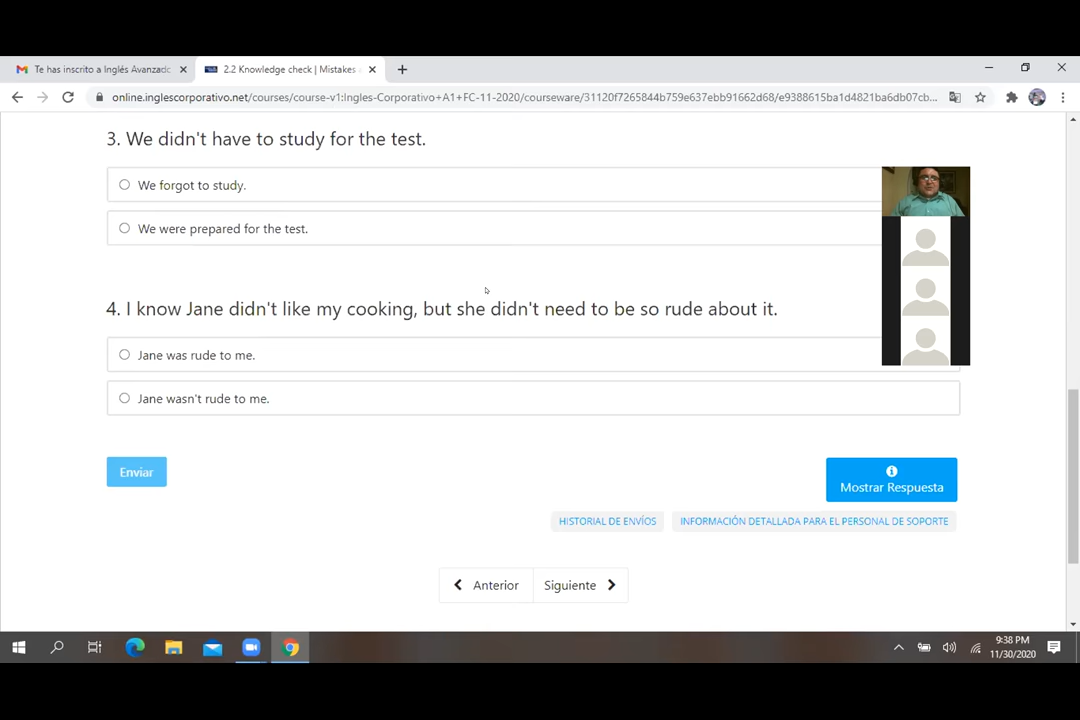 Te has inscrito a Inglés Avanzado
2.2 Knowledge check | Mistakes a
online.inglescorporativo.net/courses/course-v1:Ingles-Corporativo+A1+FC-11-2020/courseware/31120f7265844b759e637ebb91662d68/e9388615ba1d4821ba6db07cb...
3. We didn't have to study for the test.
We forgot to study.
We were prepared for the test.
4. I know Jane didn't like my cooking, but she didn't need to be so rude about it.
Jane was rude to me.
Jane wasn't rude to me.
Enviar
Mostrar Respuesta
HISTORIAL DE ENVÍOS
INFORMACIÓN DETALLADA PARA EL PERSONAL DE SOPORTE
Anterior
Siguiente
9:38 PM
11/30/2020